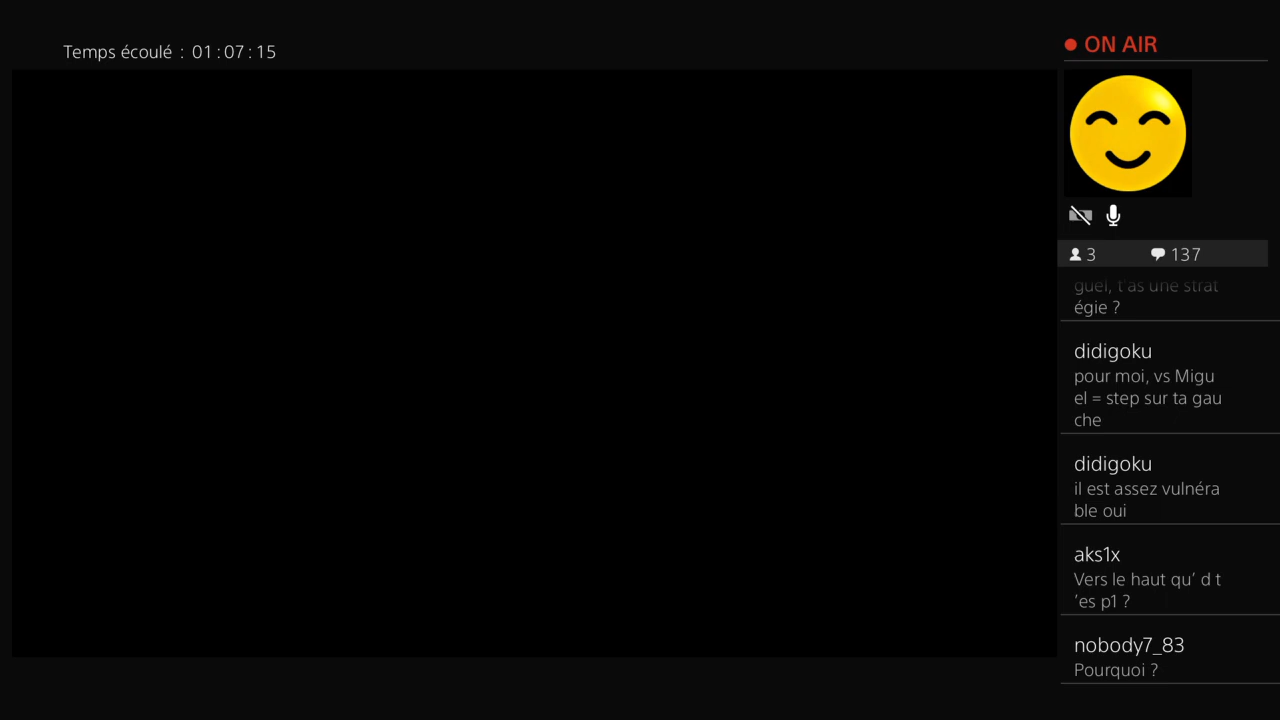 Temps écoulé : 01:07:15
ON AIR
3 137
guel, t'as une strat
égie ?
didigoku
pour moi, vs Migu
el = step sur ta gau
che
didigoku
il est assez vulnéra
ble oui
aks1x
Vers le haut qu’ d t
’es p1 ?
nobody7_83
Pourquoi ?